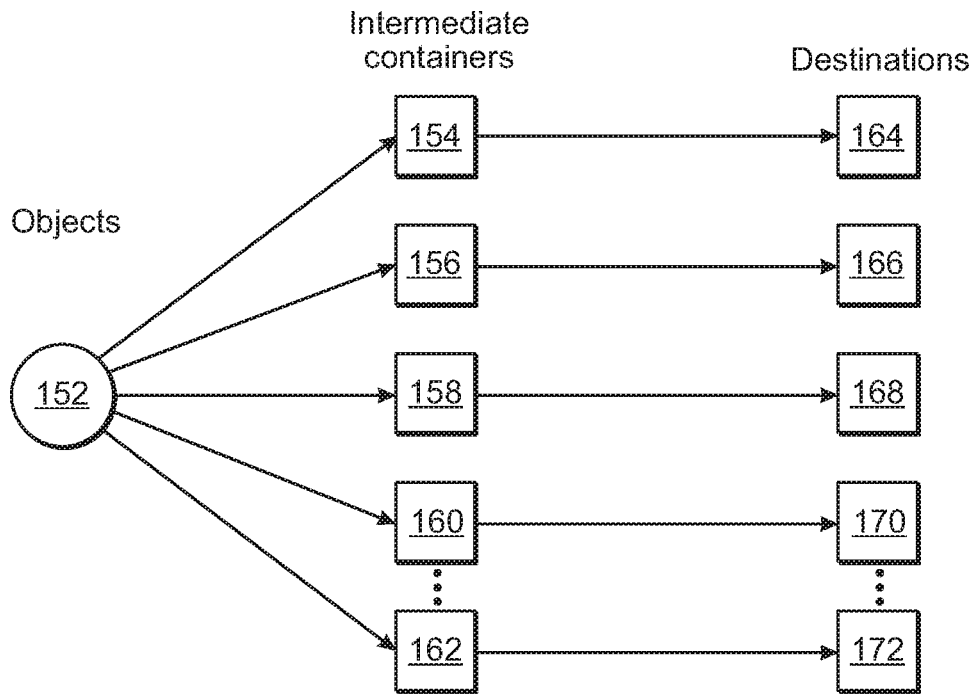 Intermediate
containers
Destinations
154
164
Objects
156
166
152
158
168
160
170
162
172